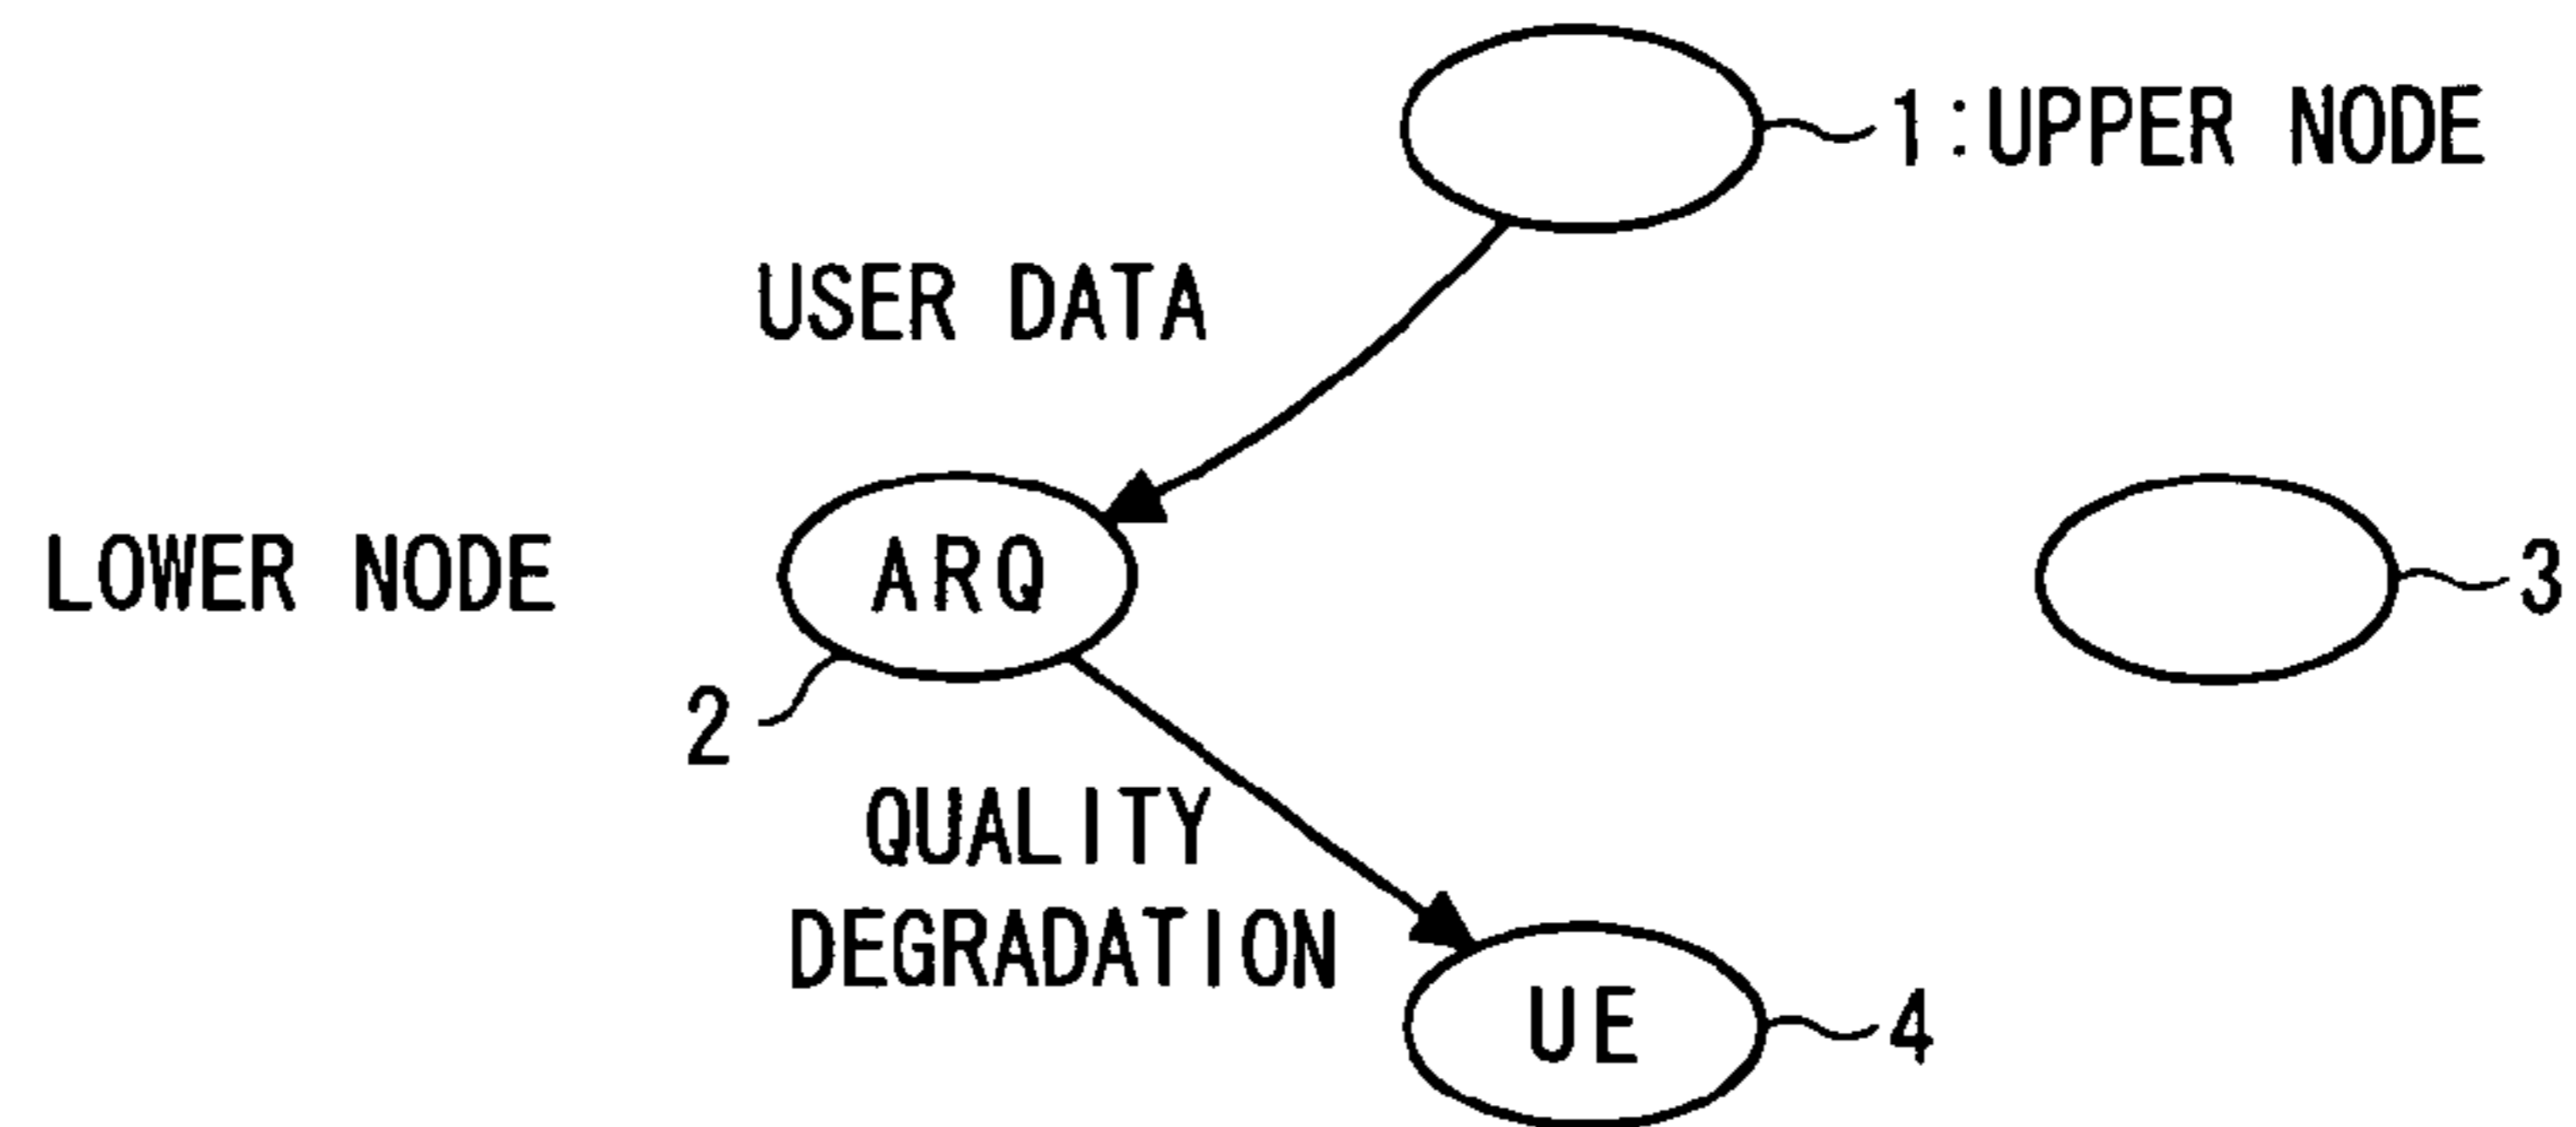 1:UPPER NODE
USER DATA
LOWER NODE
ARQ
3
2
QUALITY
DEGRADATION
UE
4